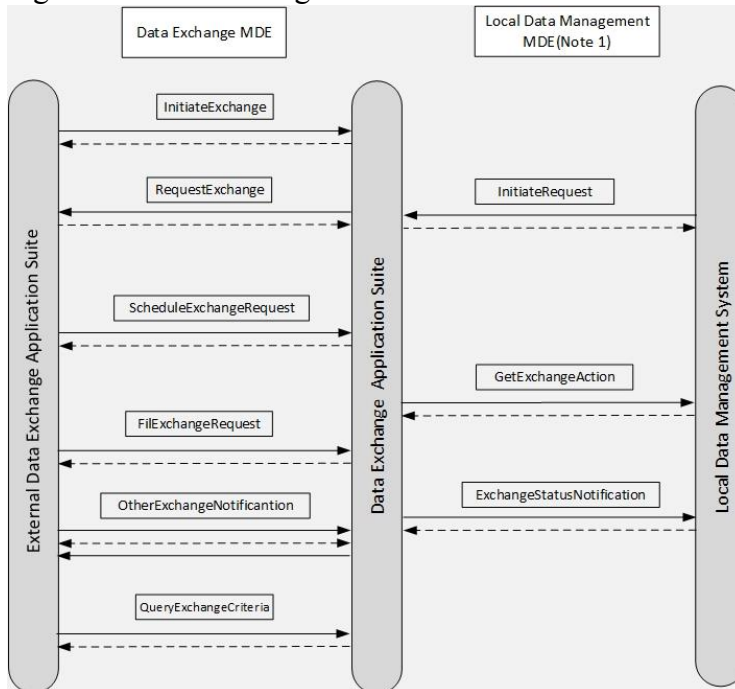 Data Exchange MDE
Local Data Management
MDE(Note 1)
InitiateExchange
RequestExchange
InitiateRequest
ScheduleExchangeRequest
GetExchangeAction
FilExchangeRequest
OtherExchangeNotificantion
ExchangeStatusNotification
QueryExchangeCriteria
External Data Exchange Application Suite
Data Exchange Application Suite
Local Data Management System